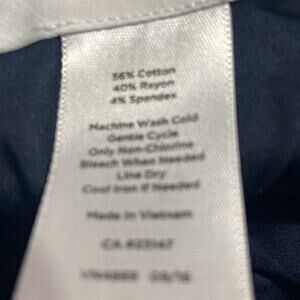 56% Cotton
40% Rayon
4% Spandex
Machine Wash Cold
Gentle Cycle
Only Non-Chlorine
Bleach When Needed
Line Dry
Cool Iron if Needed
Made in Vietnam
CA